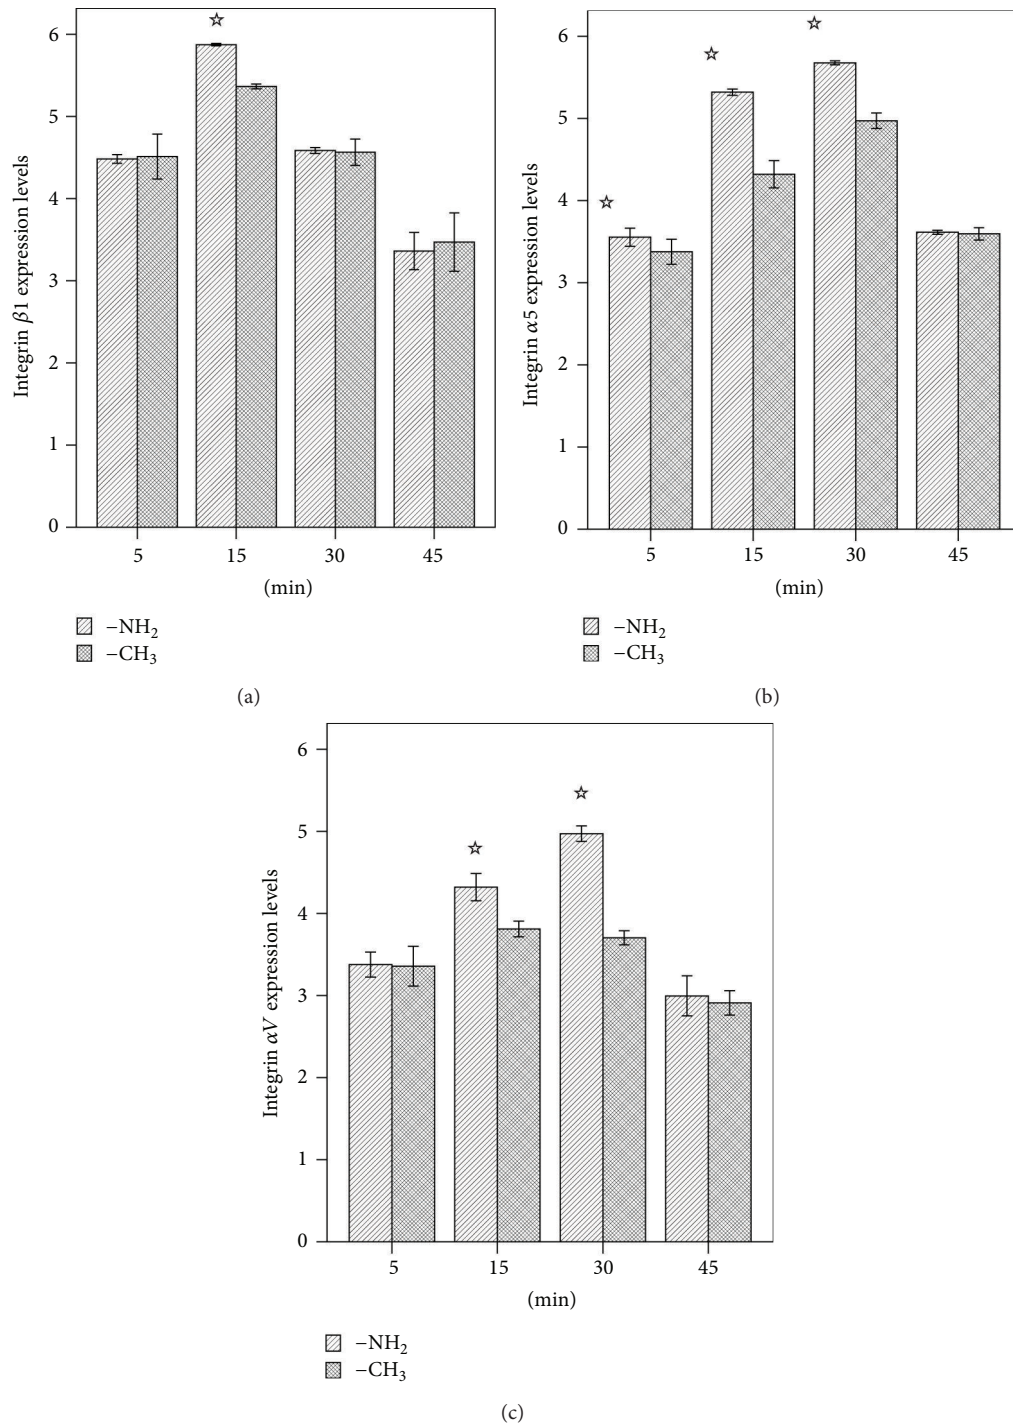 Integrin β1 expression levels
6
5
4
3
2
1
0
5 15 30 45
(min)
–NH₂
–CH₃
(a)
Integrin α5 expression levels
6
5
4
3
2
1
0
5 15 30 45
(min)
–NH₂
–CH₃
(b)
Integrin αV expression levels
6
5
4
3
2
1
0
5 15 30 45
(min)
–NH₂
–CH₃
(c)